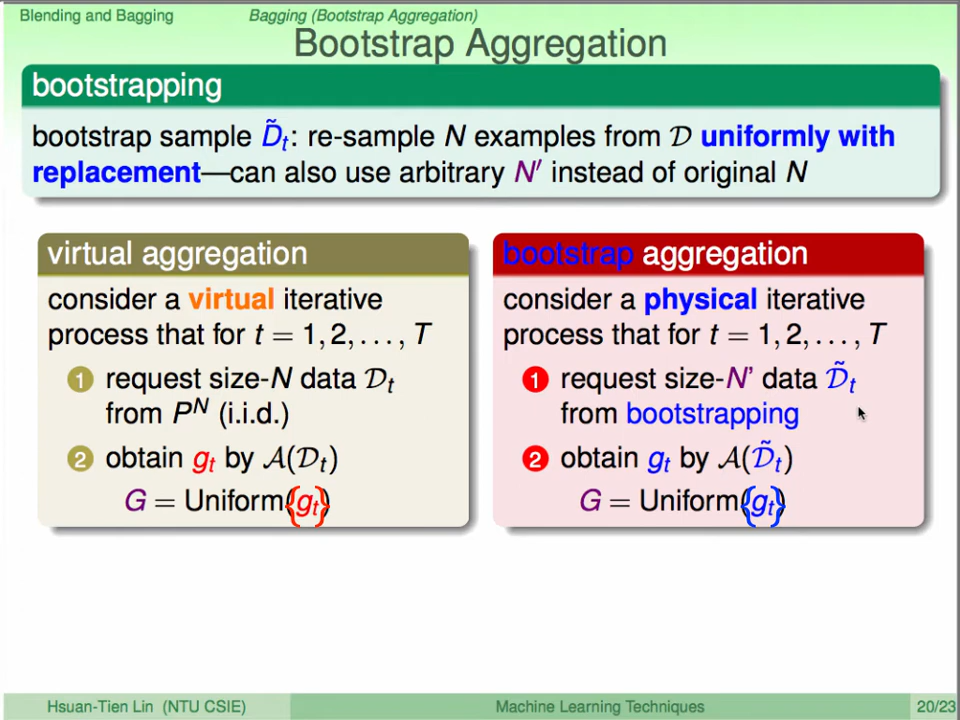 Blending and Bagging Bagging (Bootstrap Aggregation)
Bootstrap Aggregation
bootstrapping
bootstrap sample D̃ₜ: re-sample N examples from 𝒟 uniformly with
replacement—can also use arbitrary N′ instead of original N
virtual aggregation
consider a virtual iterative
process that for t = 1, 2, . . . , T
1 request size-N data 𝒟ₜ
from Pᴺ (i.i.d.)
2 obtain gₜ by 𝒜(𝒟ₜ)
G = Uniform({gₜ})
bootstrap aggregation
consider a physical iterative
process that for t = 1, 2, . . . , T
1 request size-N' data 𝒟̃ₜ
from bootstrapping
2 obtain gₜ by 𝒜(𝒟̃ₜ)
G = Uniform({gₜ})
Hsuan-Tien Lin (NTU CSIE) Machine Learning Techniques 20/23